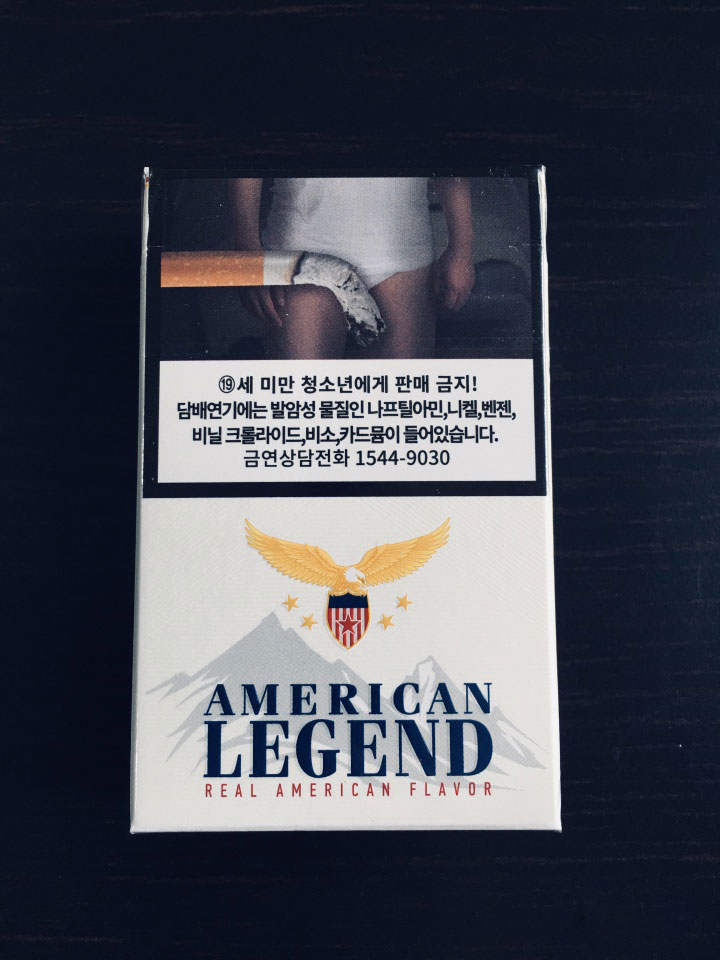 ⑲세 미만 청소년에게 판매 금지!
담배연기에는 발암성 물질인 나프틸아민,니켈,벤젠,
비닐 크롤라이드,비소,카드뮴이 들어있습니다.
금연상담전화 1544-9030
AMERICAN
LEGEND
REAL AMERICAN FLAVOR